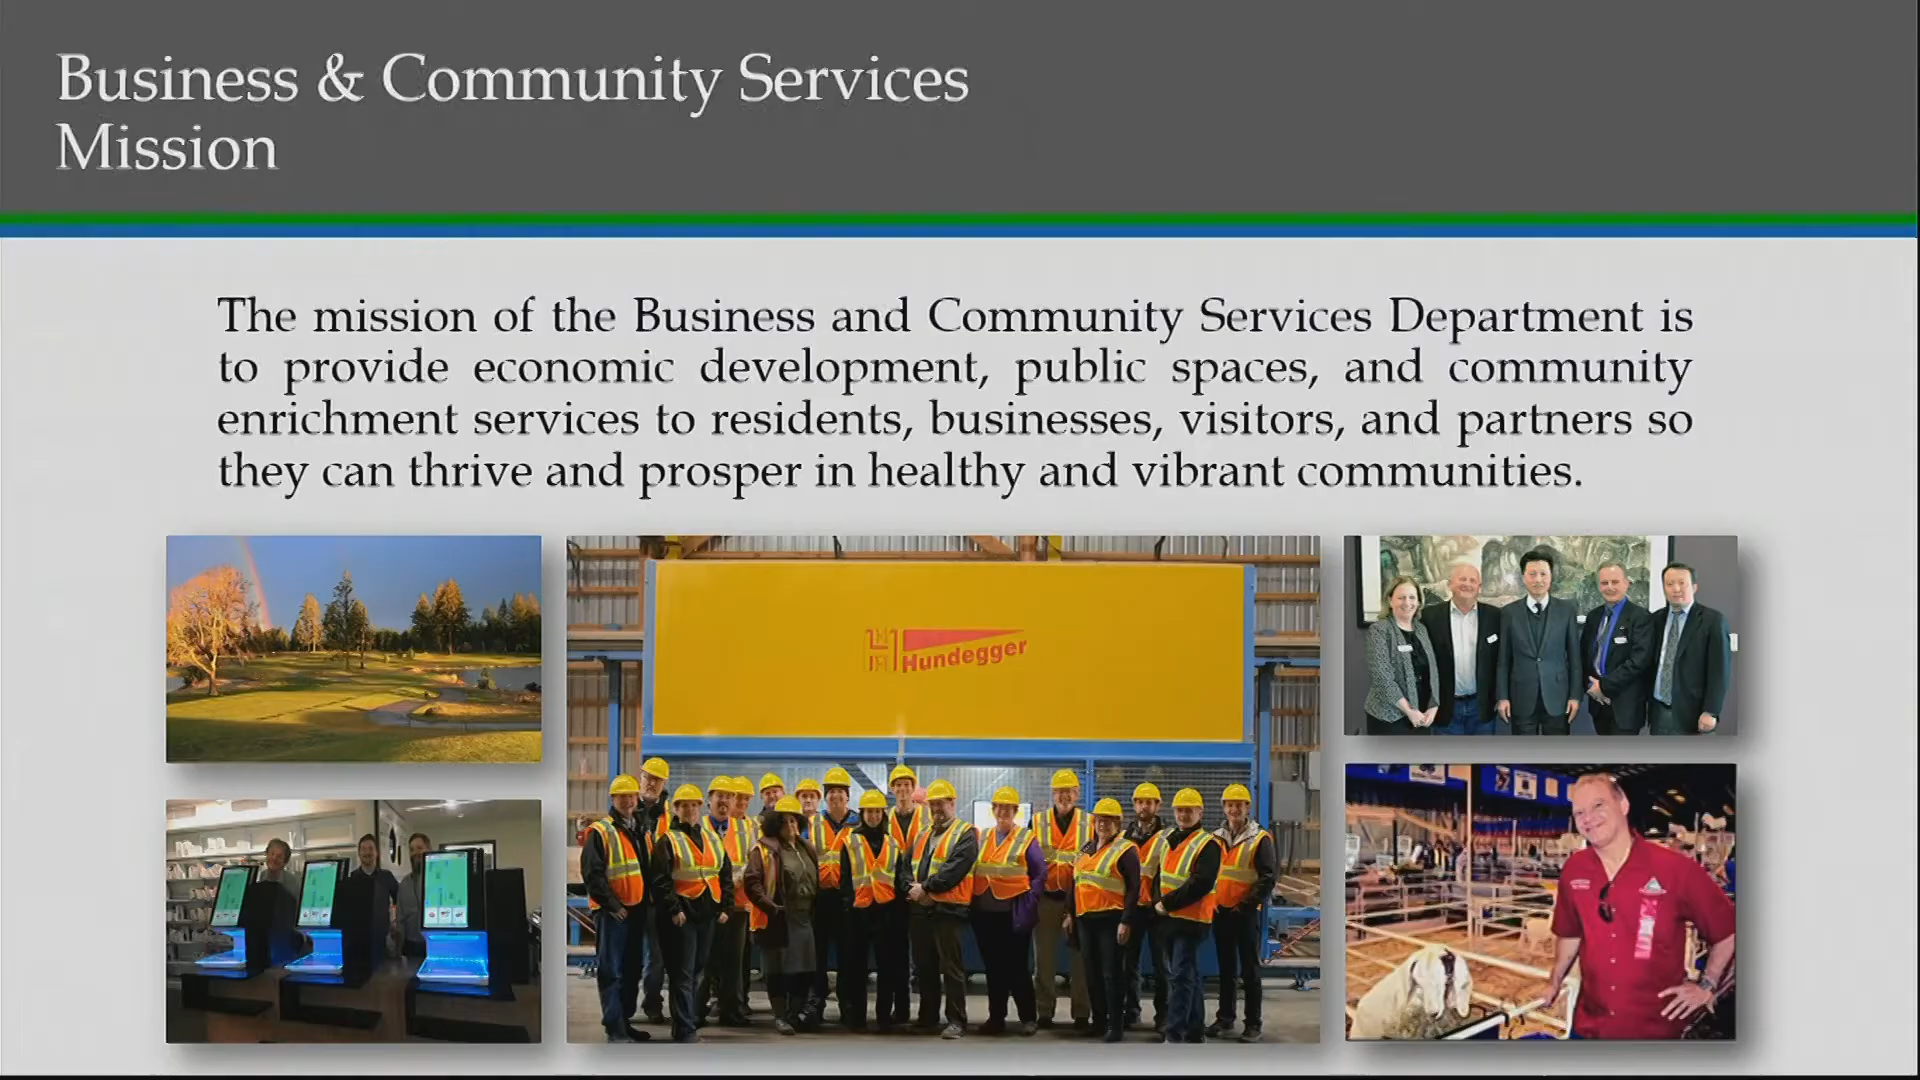 Business & Community Services
Mission
The mission of the Business and Community Services Department is
to provide economic development, public spaces, and community
enrichment services to residents, businesses, visitors, and partners so
they can thrive and prosper in healthy and vibrant communities.
Hundegger